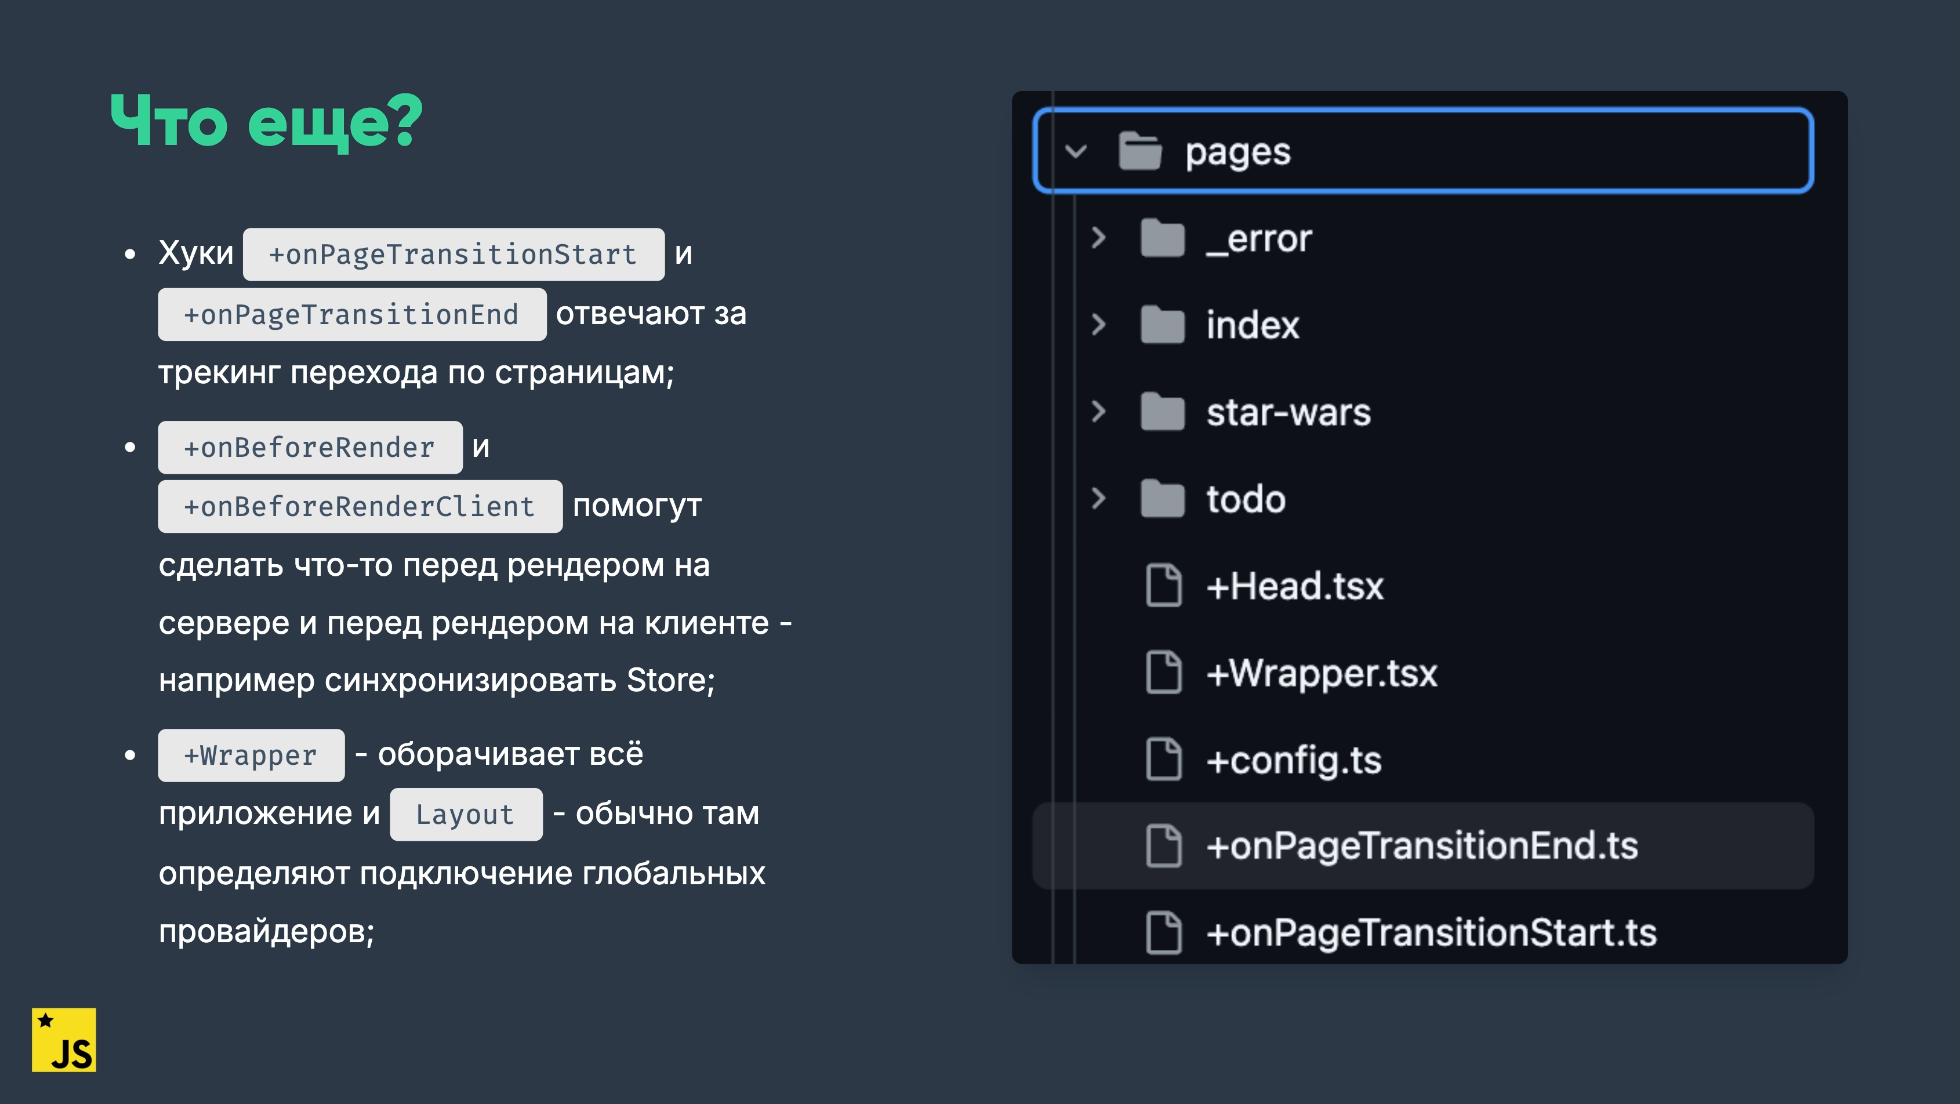 Что еще?
• Хуки +onPageTransitionStart и
+onPageTransitionEnd отвечают за
трекинг перехода по страницам;
• +onBeforeRender и
+onBeforeRenderClient помогут
сделать что-то перед рендером на
сервере и перед рендером на клиенте -
например синхронизировать Store;
• +Wrapper - оборачивает всё
приложение и Layout - обычно там
определяют подключение глобальных
провайдеров;
pages
_error
index
star-wars
todo
+Head.tsx
+Wrapper.tsx
+config.ts
+onPageTransitionEnd.ts
+onPageTransitionStart.ts
JS